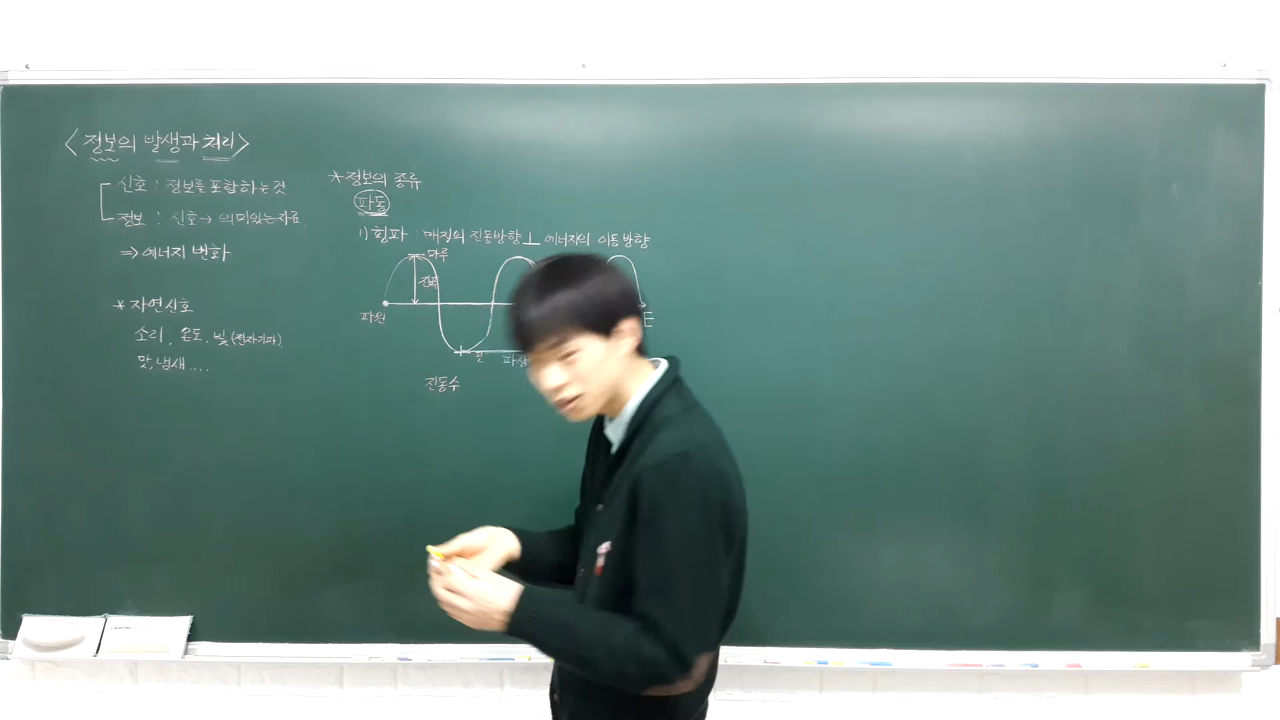 <정보의 발생과 처리>
신호 : 정보를 포함하는 것
정보 : 신호→ 의미있는자료
⇒ 에너지 변화
* 자연신호
소리, 온도, 빛(전자기파),
맛, 냄새....
*정보의 종류
파동
1) 횡파 : 매질의 진동방향⊥ 에너지의 이동방향
마루
진폭
파원
E
골
진동수